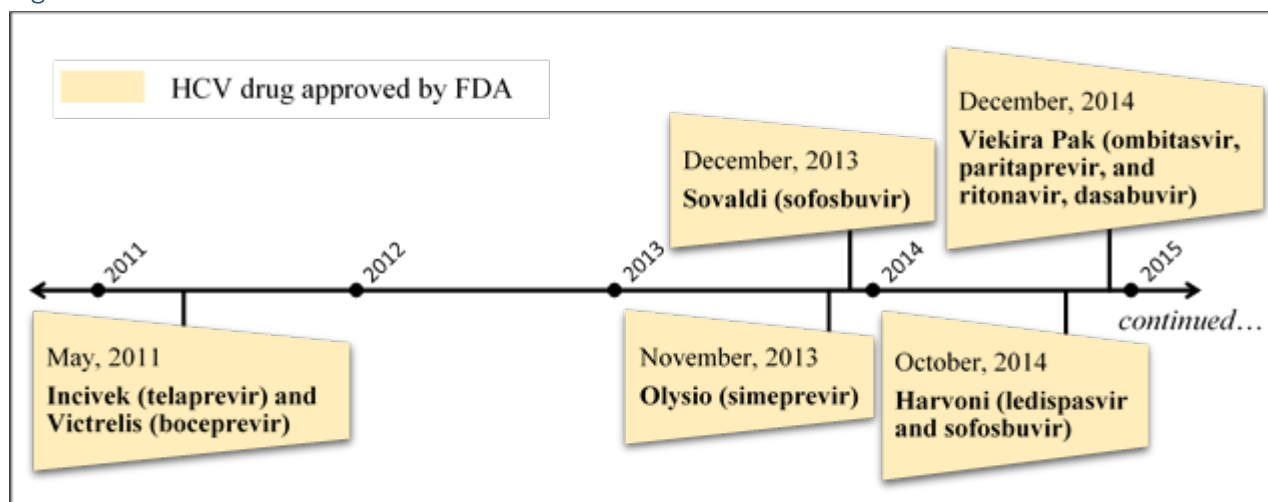 HCV drug approved by FDA
December, 2014
Viekira Pak (ombitasvir,
paritaprevir, and
ritonavir, dasabuvir)
December, 2013
Sovaldi (sofosbuvir)
2011
2012
2013
2014
2015
continued...
May, 2011
Incivek (telaprevir) and
Victrelis (boceprevir)
November, 2013
Olysio (simeprevir)
October, 2014
Harvoni (ledispasvir
and sofosbuvir)